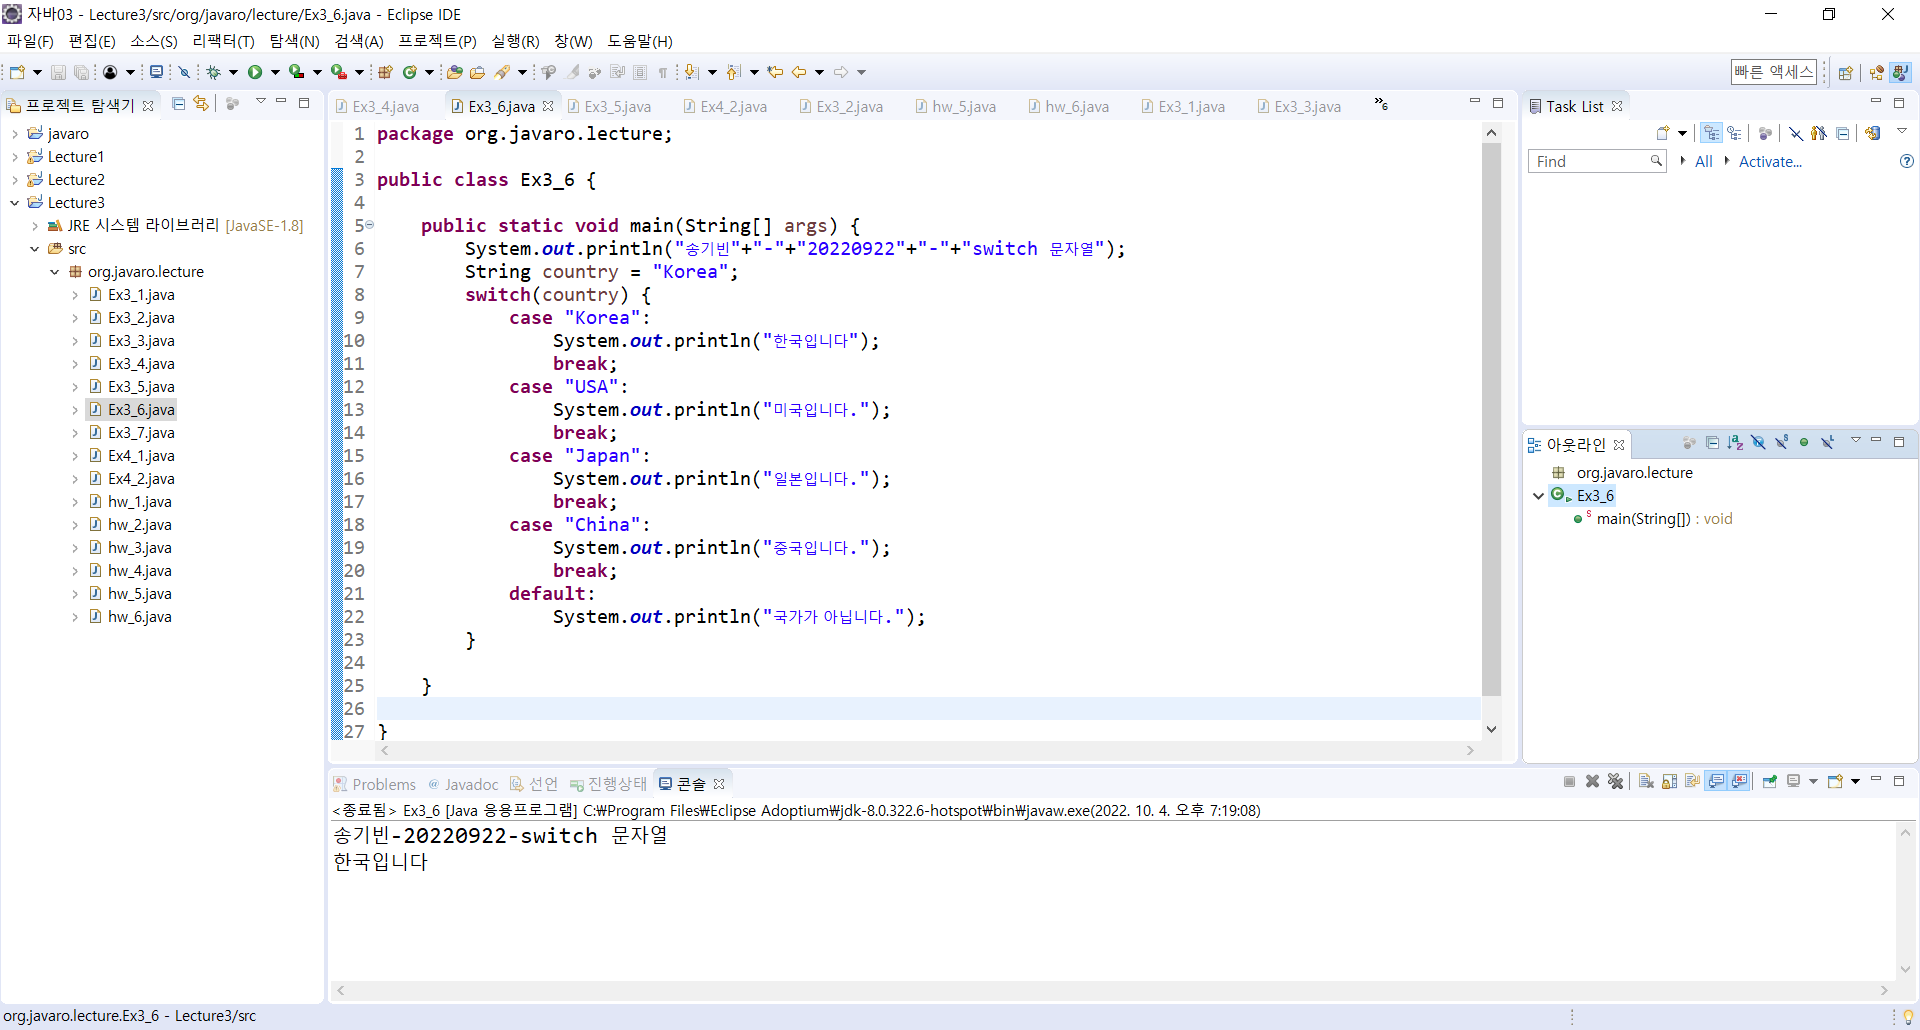 자바03 - Lecture3/src/org/javaro/lecture/Ex3_6.java - Eclipse IDE
파일(F) 편집(E) 소스(S) 리팩터(T) 탐색(N) 검색(A) 프로젝트(P) 실행(R) 창(W) 도움말(H)
빠른 액세스
프로젝트 탐색기
javaro
Lecture1
Lecture2
Lecture3
JRE 시스템 라이브러리 [JavaSE-1.8]
src
org.javaro.lecture
Ex3_1.java
Ex3_2.java
Ex3_3.java
Ex3_4.java
Ex3_5.java
Ex3_6.java
Ex3_7.java
Ex4_1.java
Ex4_2.java
hw_1.java
hw_2.java
hw_3.java
hw_4.java
hw_5.java
hw_6.java
Ex3_4.java Ex3_6.java Ex3_5.java Ex4_2.java Ex3_2.java hw_5.java hw_6.java Ex3_1.java Ex3_3.java »6
1 package org.javaro.lecture;
2
3 public class Ex3_6 {
4
5 public static void main(String[] args) {
6 System.out.println("송기빈"+"-"+"20220922"+"-"+"switch 문자열");
7 String country = "Korea";
8 switch(country) {
9 case "Korea":
10 System.out.println("한국입니다");
11 break;
12 case "USA":
13 System.out.println("미국입니다.");
14 break;
15 case "Japan":
16 System.out.println("일본입니다.");
17 break;
18 case "China":
19 System.out.println("중국입니다.");
20 break;
21 default:
22 System.out.println("국가가 아닙니다.");
23 }
24
25 }
26
27 }
Task List
Find All Activate...
아웃라인
org.javaro.lecture
Ex3_6
main(String[]) : void
Problems @ Javadoc 선언 진행상태 콘솔
<종료됨> Ex3_6 [Java 응용프로그램] C:₩Program Files₩Eclipse Adoptium₩jdk-8.0.322.6-hotspot₩bin₩javaw.exe(2022. 10. 4. 오후 7:19:08)
송기빈-20220922-switch 문자열
한국입니다
org.javaro.lecture.Ex3_6 - Lecture3/src